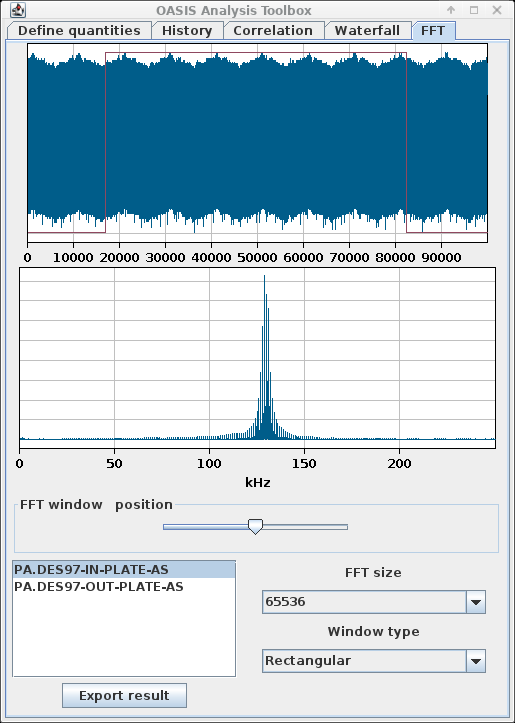 OASIS Analysis Toolbox
Define quantities History Correlation Waterfall FFT
0 10000 20000 30000 40000 50000 60000 70000 80000 90000
0 50 100 150 200
kHz
FFT window position
PA.DES97-IN-PLATE-AS
PA.DES97-OUT-PLATE-AS
FFT size
65536
Window type
Rectangular
Export result